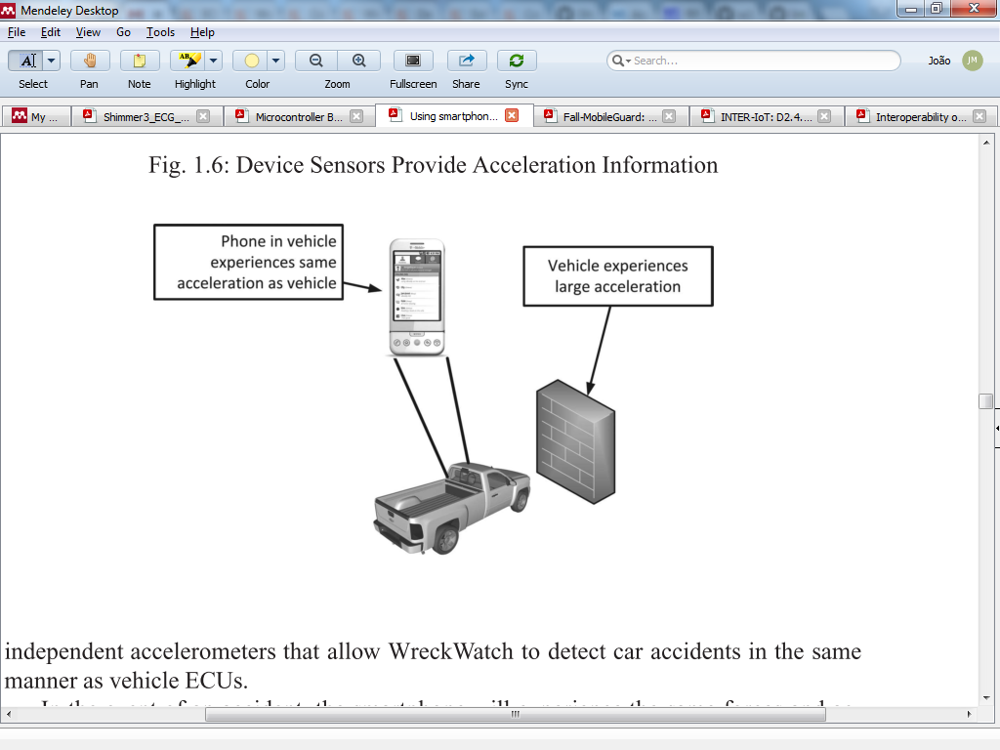 Mendeley Desktop
File Edit View Go Tools Help
Search... João JM
Select Pan Note Highlight Color Zoom Fullscreen Share Sync
My ... Shimmer3_ECG_... Microcontroller B... Using smartphon... Fall-MobileGuard: ... INTER-IoT: D2.4.... Interoperability o...
Fig. 1.6: Device Sensors Provide Acceleration Information
Phone in vehicle
experiences same
acceleration as vehicle
Vehicle experiences
large acceleration
independent accelerometers that allow WreckWatch to detect car accidents in the same
manner as vehicle ECUs.